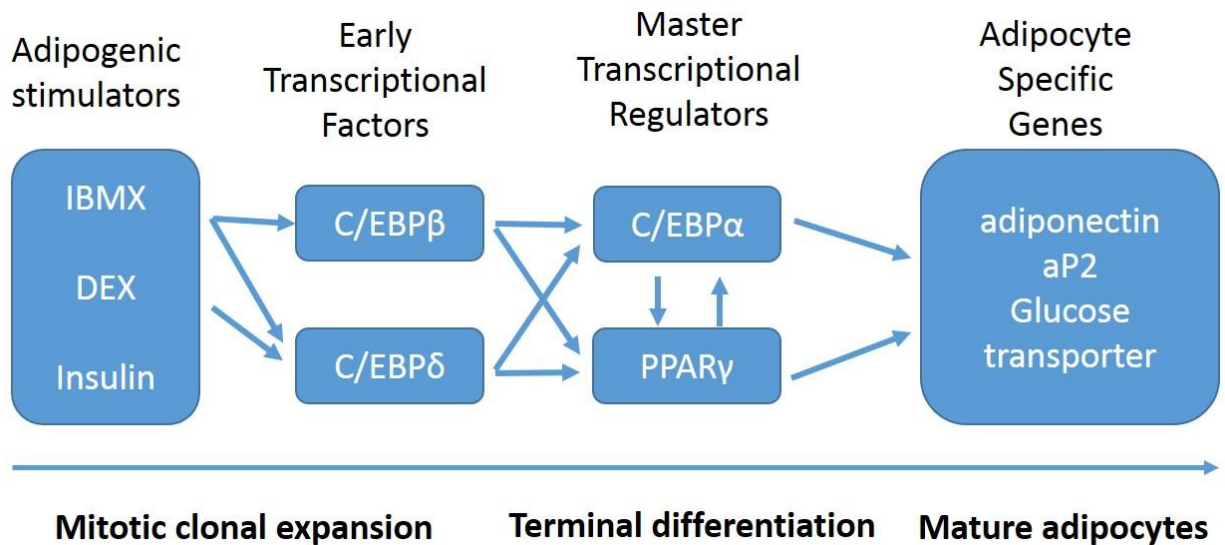 Adipogenic
stimulators
Early
Transcriptional
Factors
Master
Transcriptional
Regulators
Adipocyte
Specific
Genes
IBMX
DEX
Insulin
C/EBPβ
C/EBPδ
C/EBPα
PPARγ
adiponectin
aP2
Glucose
transporter
Mitotic clonal expansion
Terminal differentiation
Mature adipocytes